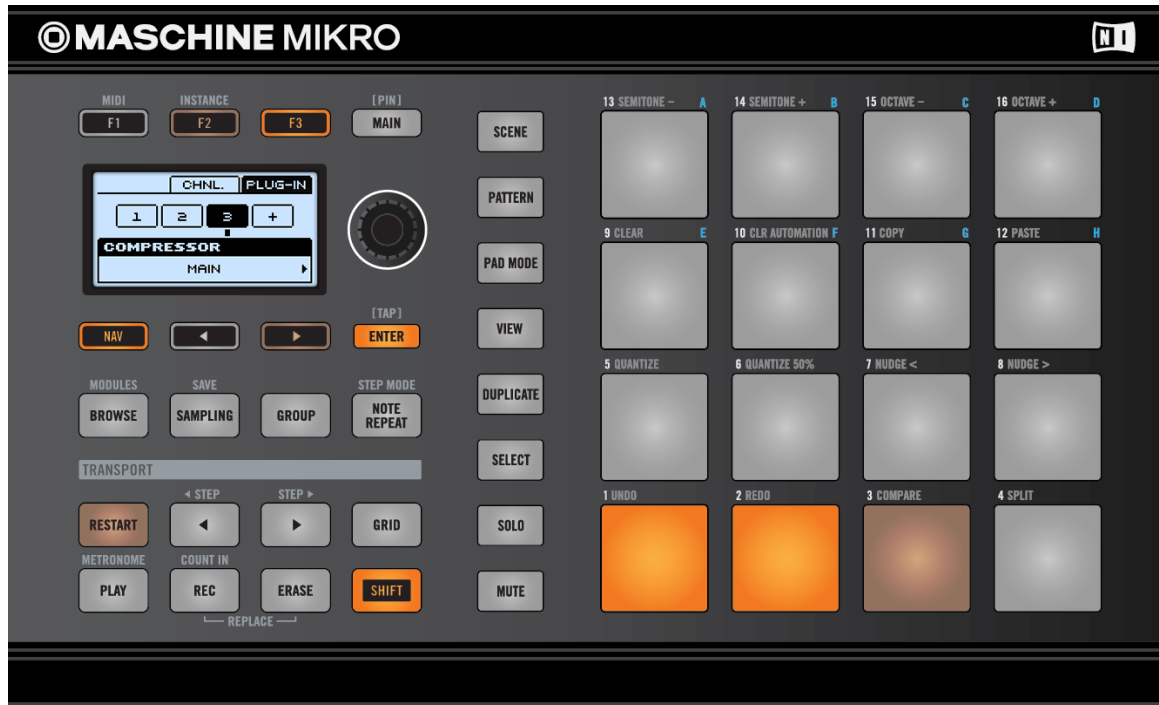 MASCHINE MIKRO
NI
MIDI INSTANCE [PIN]
F1 F2 F3 MAIN
CHNL. PLUG-IN
1 2 3 +
COMPRESSOR
MAIN
[TAP]
NAV ENTER
MODULES SAVE STEP MODE
BROWSE SAMPLING GROUP NOTE REPEAT
TRANSPORT
◂ STEP STEP ▸
RESTART ◂ ▸ GRID
METRONOME COUNT IN
PLAY REC ERASE SHIFT
REPLACE
SCENE
PATTERN
PAD MODE
VIEW
DUPLICATE
SELECT
SOLO
MUTE
13 SEMITONE – A 14 SEMITONE + B 15 OCTAVE – C 16 OCTAVE + D
9 CLEAR E 10 CLR AUTOMATION F 11 COPY G 12 PASTE H
5 QUANTIZE 6 QUANTIZE 50% 7 NUDGE < 8 NUDGE >
1 UNDO 2 REDO 3 COMPARE 4 SPLIT